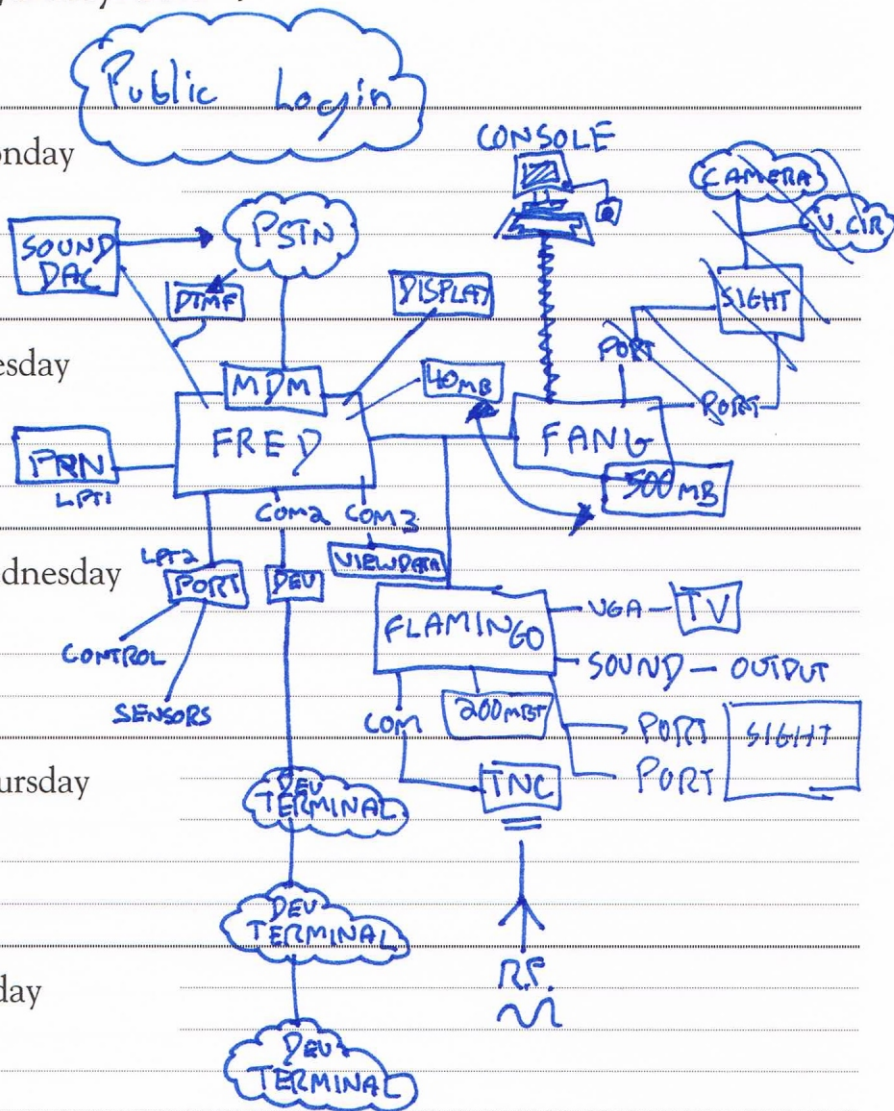 Public Login
onday
CONSOLE
CAMERA
V. CIR
SOUND
DAC
PSTN
DTMF
DISPLAY
SIGHT
esday
MDM
40MB
PORT
PORT
PRN
LPT1
FRED
FANG
500MB
COM2
COM3
VIEWDATA
ednesday
LPT2
PORT
DEV
CONTROL
SENSORS
FLAMINGO
VGA
TV
SOUND - OUTPUT
COM
PORT
PORT
SIGHT
ursday
TNC
DEV
TERMINAL
DEV
TERMINAL
day
R.F.
DEV
TERMINAL